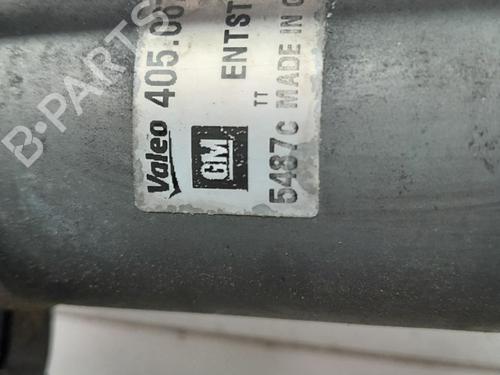 Valeo 405.
GM ENTST
5487C TT MADE IN
B-PARTS